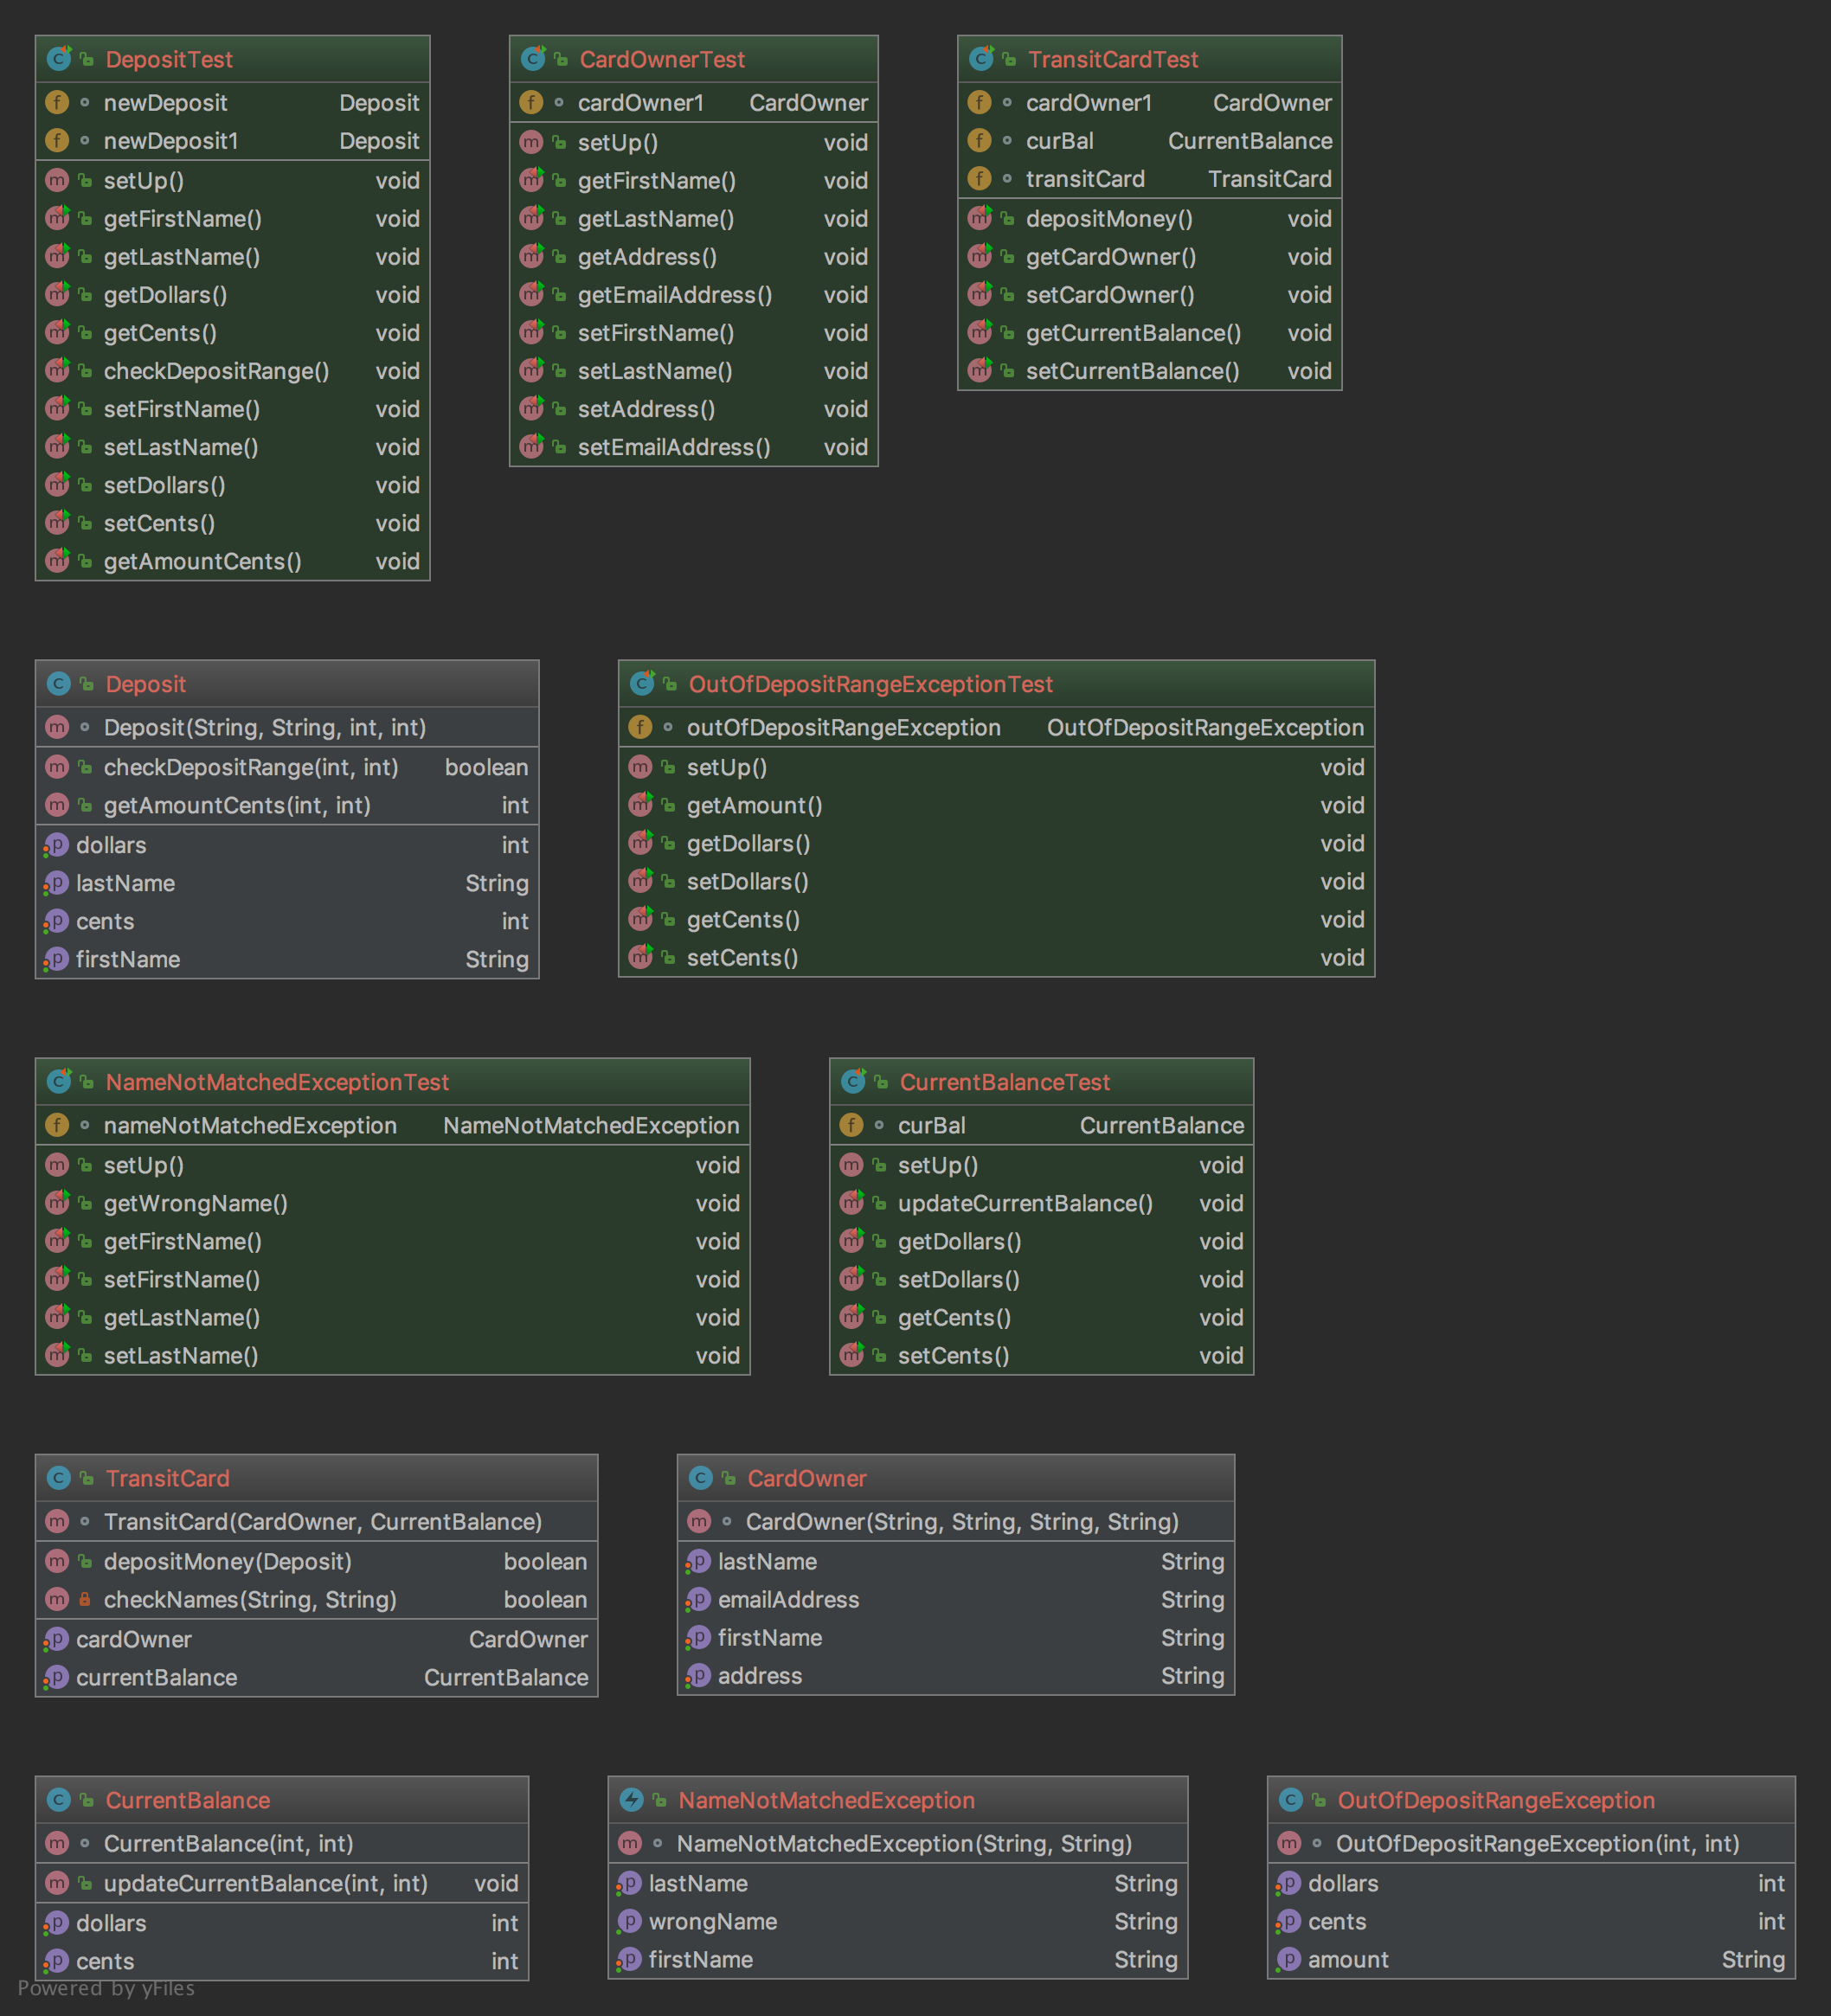 DepositTest
newDeposit Deposit
newDeposit1 Deposit
setUp() void
getFirstName() void
getLastName() void
getDollars() void
getCents() void
checkDepositRange() void
setFirstName() void
setLastName() void
setDollars() void
setCents() void
getAmountCents() void
CardOwnerTest
cardOwner1 CardOwner
setUp() void
getFirstName() void
getLastName() void
getAddress() void
getEmailAddress() void
setFirstName() void
setLastName() void
setAddress() void
setEmailAddress() void
TransitCardTest
cardOwner1 CardOwner
curBal CurrentBalance
transitCard TransitCard
depositMoney() void
getCardOwner() void
setCardOwner() void
getCurrentBalance() void
setCurrentBalance() void
Deposit
Deposit(String, String, int, int)
checkDepositRange(int, int) boolean
getAmountCents(int, int) int
dollars int
lastName String
cents int
firstName String
OutOfDepositRangeExceptionTest
outOfDepositRangeException OutOfDepositRangeException
setUp() void
getAmount() void
getDollars() void
setDollars() void
getCents() void
setCents() void
NameNotMatchedExceptionTest
nameNotMatchedException NameNotMatchedException
setUp() void
getWrongName() void
getFirstName() void
setFirstName() void
getLastName() void
setLastName() void
CurrentBalanceTest
curBal CurrentBalance
setUp() void
updateCurrentBalance() void
getDollars() void
setDollars() void
getCents() void
setCents() void
TransitCard
TransitCard(CardOwner, CurrentBalance)
depositMoney(Deposit) boolean
checkNames(String, String) boolean
cardOwner CardOwner
currentBalance CurrentBalance
CardOwner
CardOwner(String, String, String, String)
lastName String
emailAddress String
firstName String
address String
CurrentBalance
CurrentBalance(int, int)
updateCurrentBalance(int, int) void
dollars int
cents int
NameNotMatchedException
NameNotMatchedException(String, String)
lastName String
wrongName String
firstName String
OutOfDepositRangeException
OutOfDepositRangeException(int, int)
dollars int
cents int
amount String
Powered by yFiles